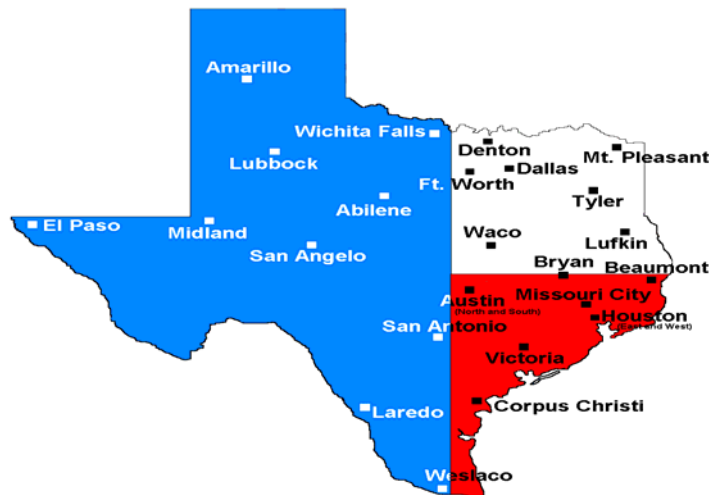 Amarillo
Wichita Falls
Denton
Mt. Pleasant
Lubbock
Dallas
Ft. Worth
Abilene
Tyler
El Paso
Midland
Waco
Lufkin
San Angelo
Bryan
Beaumont
Austin
(North and South)
Missouri City
Houston
(East and West)
San Antonio
Victoria
Laredo
Corpus Christi
Weslaco